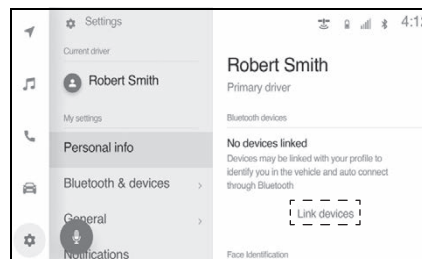 Settings
4:12
Current driver
Robert Smith
My settings
Personal info
Bluetooth & devices
General
Notifications
Robert Smith
Primary driver
Bluetooth devices
No devices linked
Devices may be linked with your profile to
identify you in the vehicle and auto connect
through Bluetooth
Link devices
Face Identification